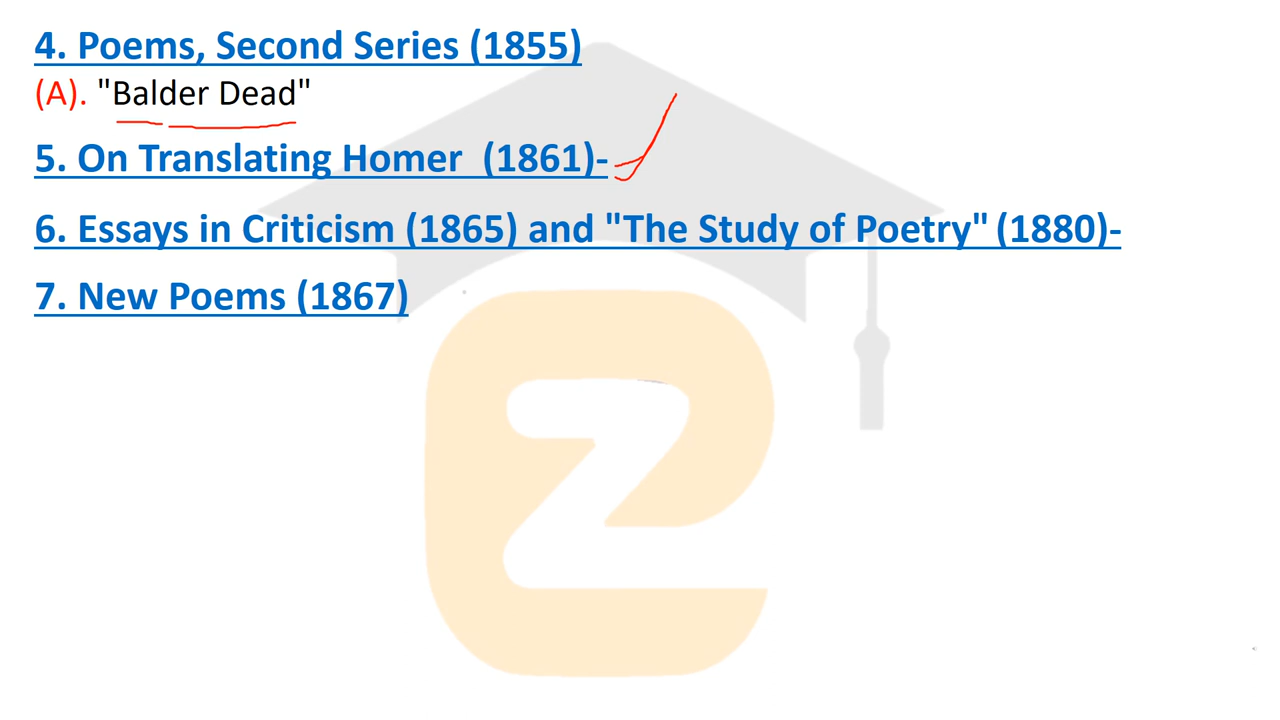 4. Poems, Second Series (1855)
(A). "Balder Dead"
5. On Translating Homer (1861)-
6. Essays in Criticism (1865) and "The Study of Poetry" (1880)-
7. New Poems (1867)